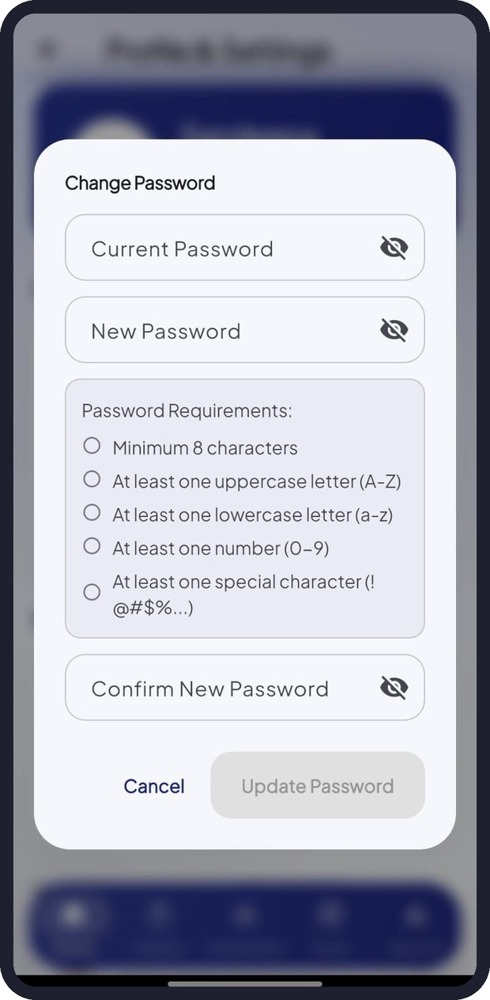 Profile & Settings
Change Password
Current Password
New Password
Password Requirements:
Minimum 8 characters
At least one uppercase letter (A-Z)
At least one lowercase letter (a-z)
At least one number (0-9)
At least one special character (!
@#$%...)
Confirm New Password
Cancel
Update Password